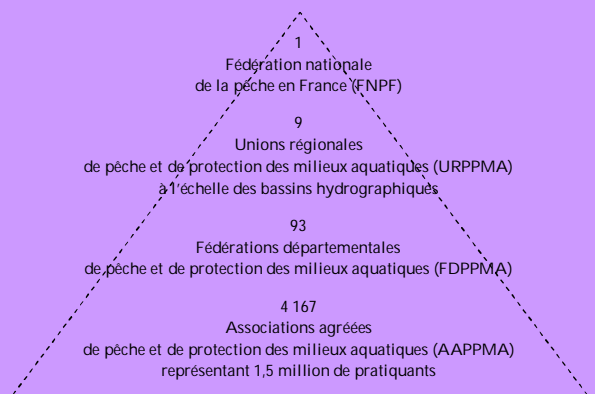 1
Fédération nationale
de la pêche en France (FNPF)
9
Unions régionales
de pêche et de protection des milieux aquatiques (URPPMA)
à l'échelle des bassins hydrographiques
93
Fédérations départementales
de pêche et de protection des milieux aquatiques (FDPPMA)
4 167
Associations agréées
de pêche et de protection des milieux aquatiques (AAPPMA)
représentant 1,5 million de pratiquants